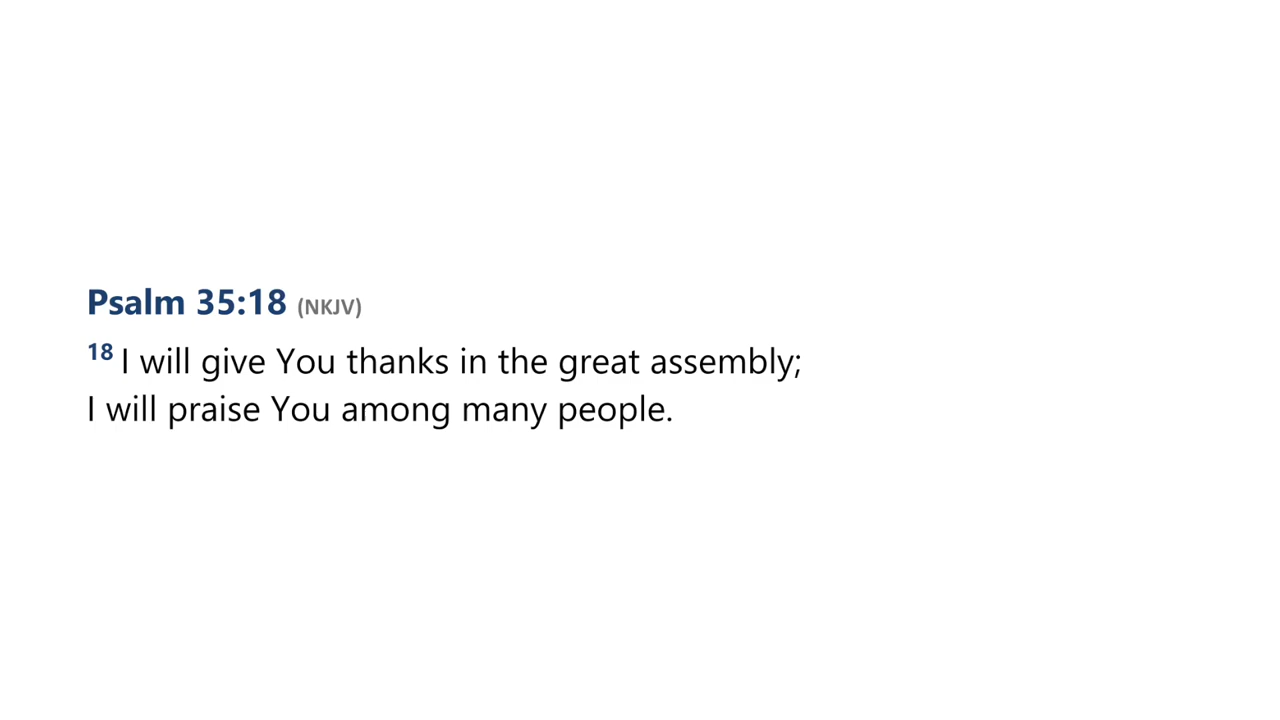 Psalm 35:18 (NKJV)
18 I will give You thanks in the great assembly;
I will praise You among many people.